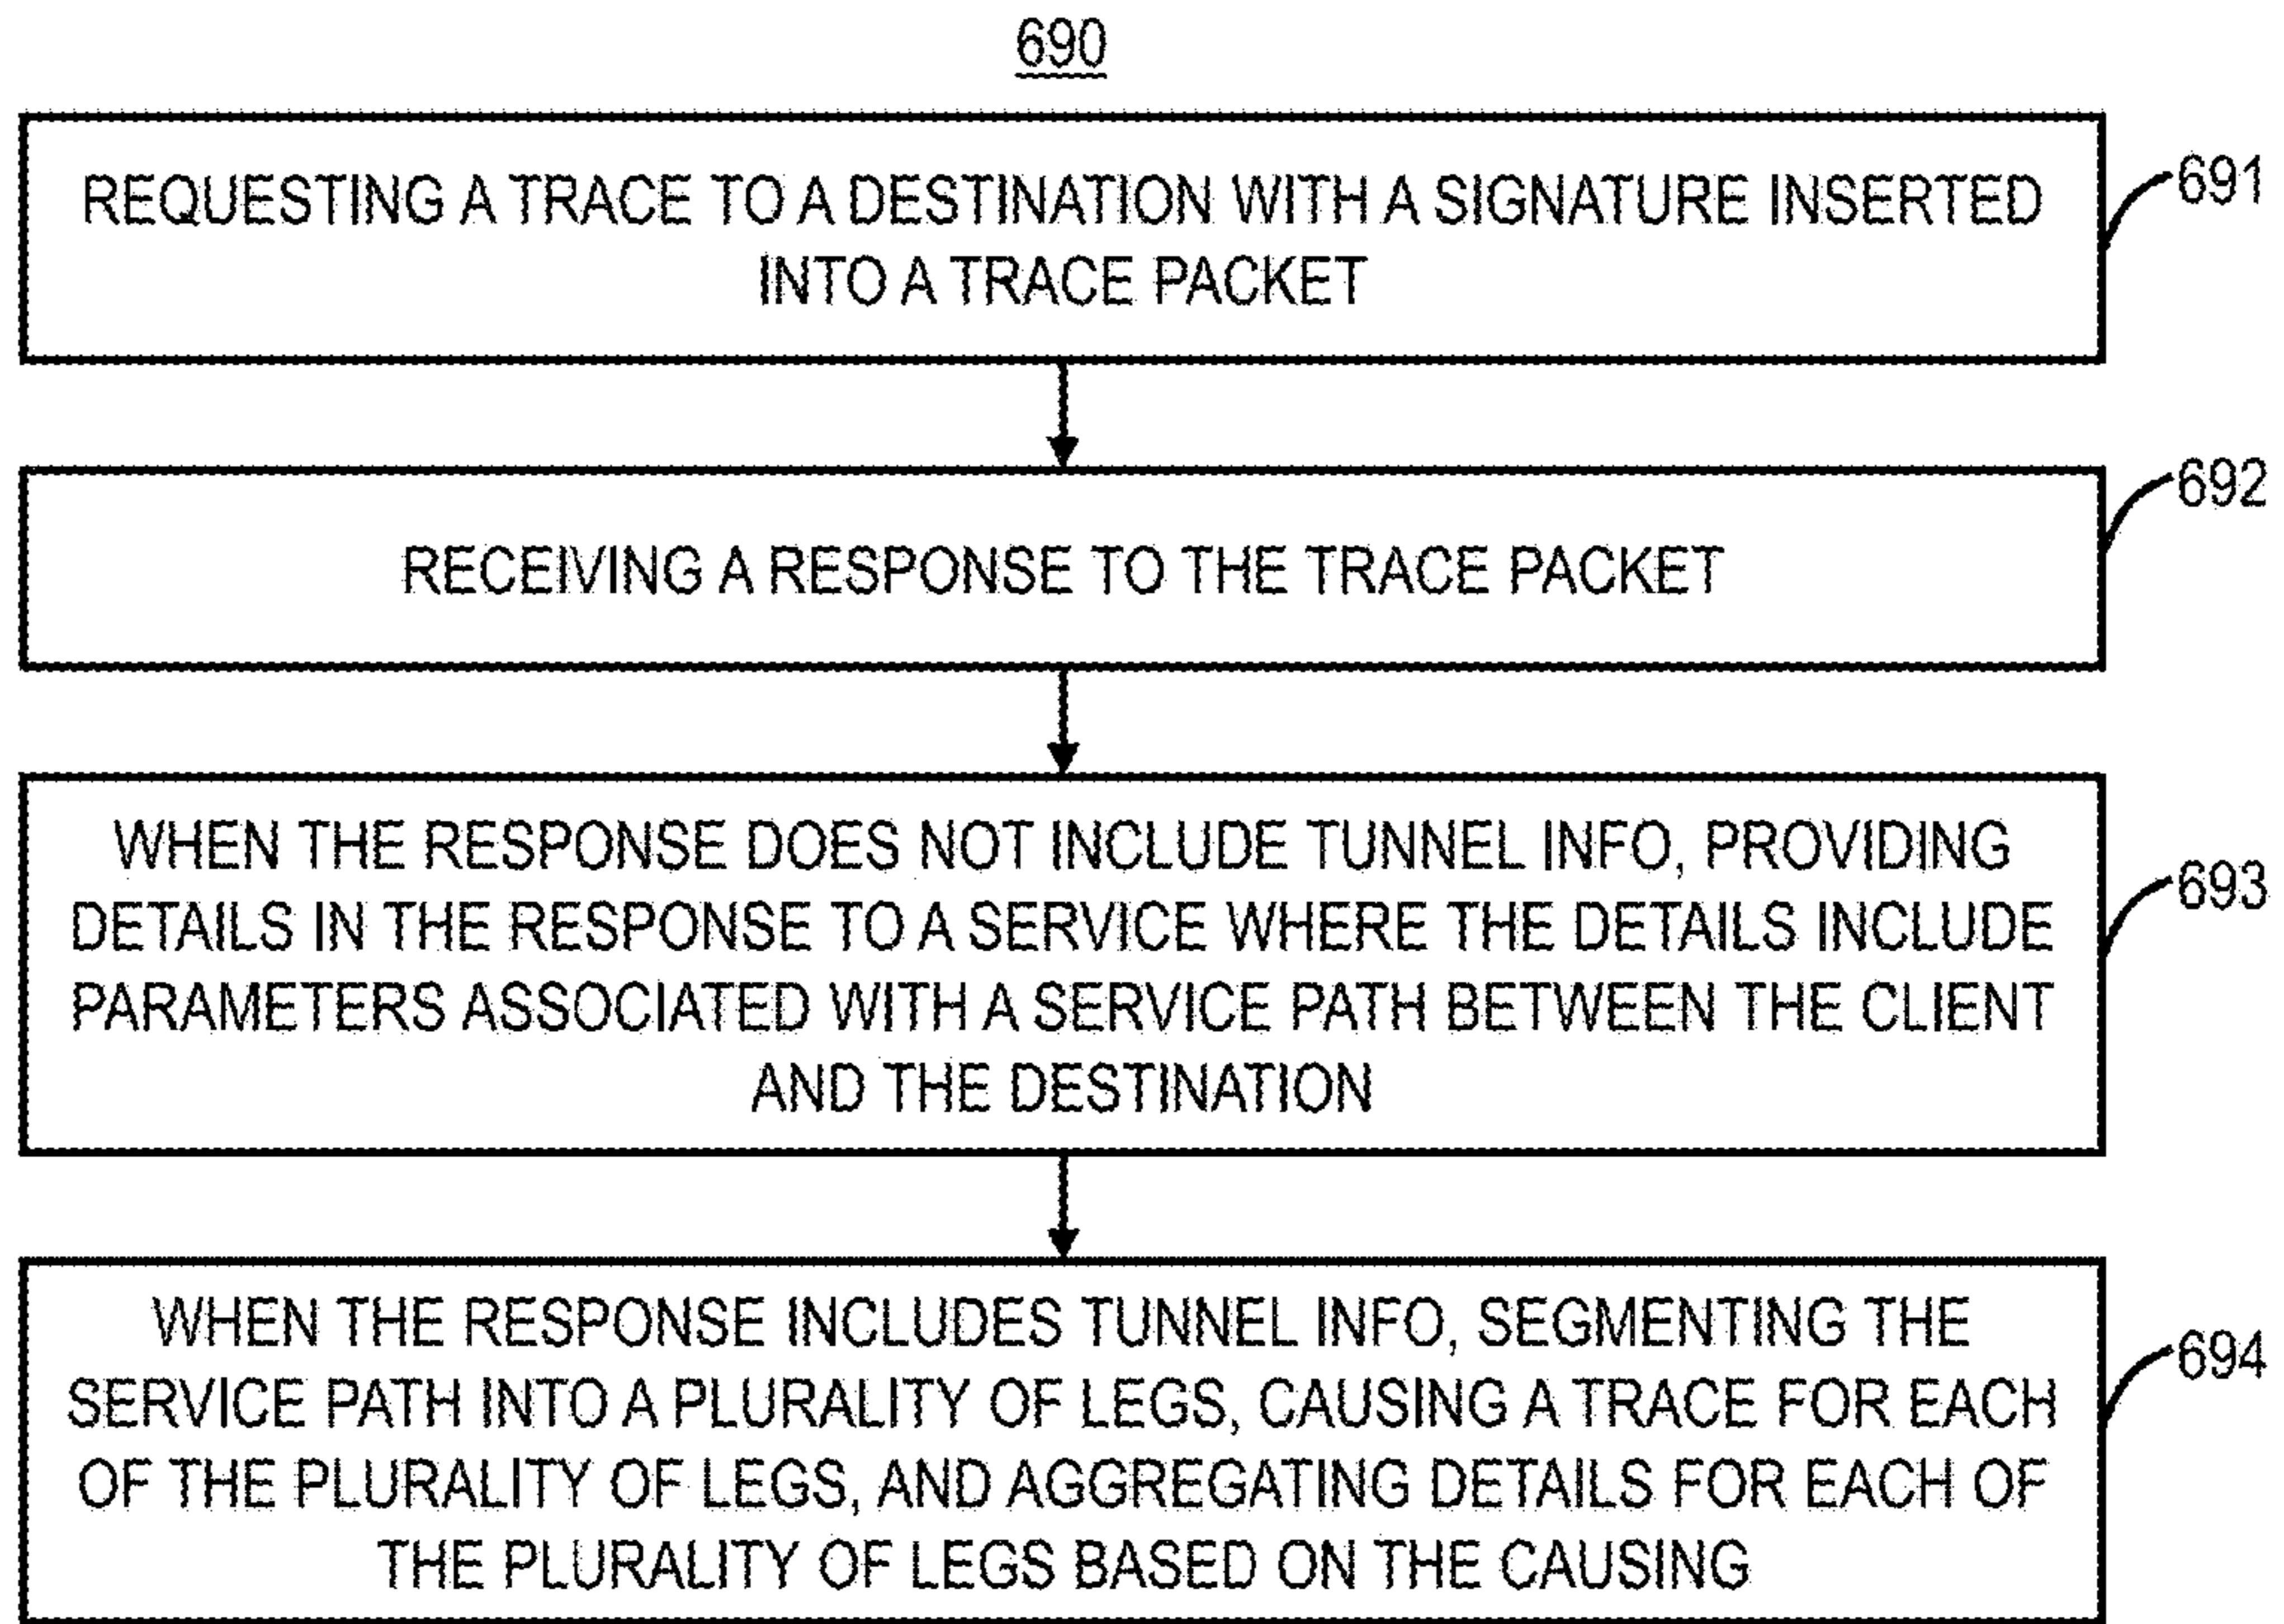 690
REQUESTING A TRACE TO A DESTINATION WITH A SIGNATURE INSERTED
INTO A TRACE PACKET
691
RECEIVING A RESPONSE TO THE TRACE PACKET
692
WHEN THE RESPONSE DOES NOT INCLUDE TUNNEL INFO, PROVIDING
DETAILS IN THE RESPONSE TO A SERVICE WHERE THE DETAILS INCLUDE
PARAMETERS ASSOCIATED WITH A SERVICE PATH BETWEEN THE CLIENT
AND THE DESTINATION
693
WHEN THE RESPONSE INCLUDES TUNNEL INFO, SEGMENTING THE
SERVICE PATH INTO A PLURALITY OF LEGS, CAUSING A TRACE FOR EACH
OF THE PLURALITY OF LEGS, AND AGGREGATING DETAILS FOR EACH OF
THE PLURALITY OF LEGS BASED ON THE CAUSING
694